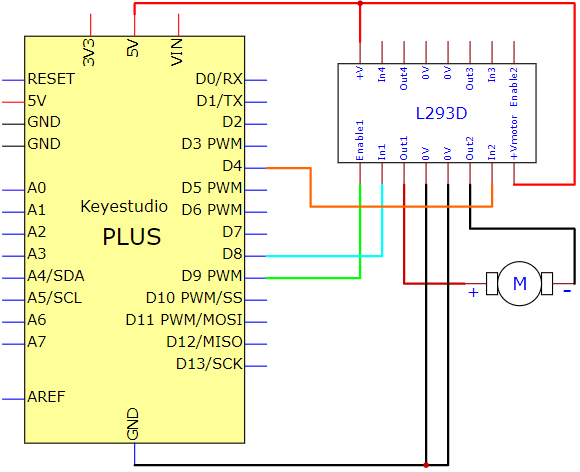 3V3
5V
VIN
RESET
5V
GND
GND
A0
A1
A2
A3
A4/SDA
A5/SCL
A6
A7
AREF
Keyestudio
PLUS
D0/RX
D1/TX
D2
D3 PWM
D4
D5 PWM
D6 PWM
D7
D8
D9 PWM
D10 PWM/SS
D11 PWM/MOSI
D12/MISO
D13/SCK
GND
+V
In4
Out4
0V
0V
Out3
In3
Enable2
L293D
Enable1
In1
Out1
0V
0V
Out2
In2
+Vmotor
+
M
-